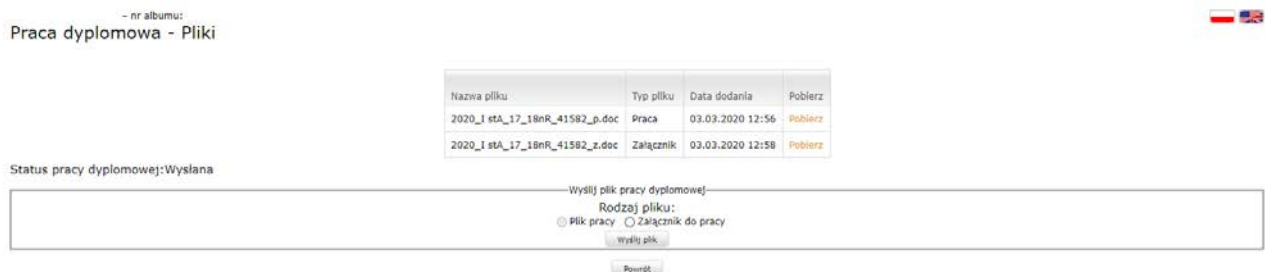 – nr albumu:
Praca dyplomowa - Pliki
Nazwa pliku Typ pliku Data dodania Pobierz
2020_I stA_17_18nR_41582_p.doc Praca 03.03.2020 12:56 Pobierz
2020_I stA_17_18nR_41582_z.doc Załącznik 03.03.2020 12:58 Pobierz
Status pracy dyplomowej:Wysłana
Wyślij plik pracy dyplomowej
Rodzaj pliku:
Plik pracy Załącznik do pracy
Wyślij plik
Powrót